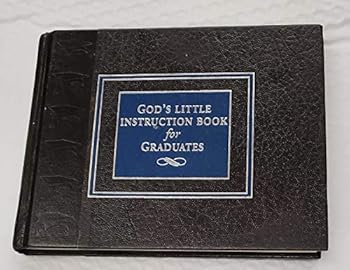 GOD'S LITTLE
INSTRUCTION BOOK
for
GRADUATES